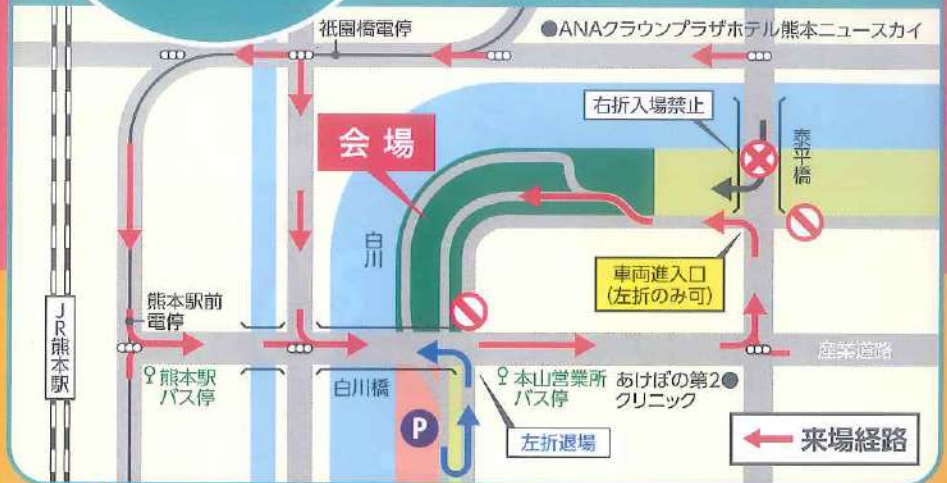 祇園橋電停
●ANAクラウンプラザホテル熊本ニュースカイ
右折入場禁止
会場
泰平橋
白川
車両進入口
(左折のみ可)
熊本駅前
電停
JR熊本駅
産業道路
熊本駅
バス停
白川橋
本山営業所
バス停
あけぼの第2●
クリニック
P
左折退場
来場経路